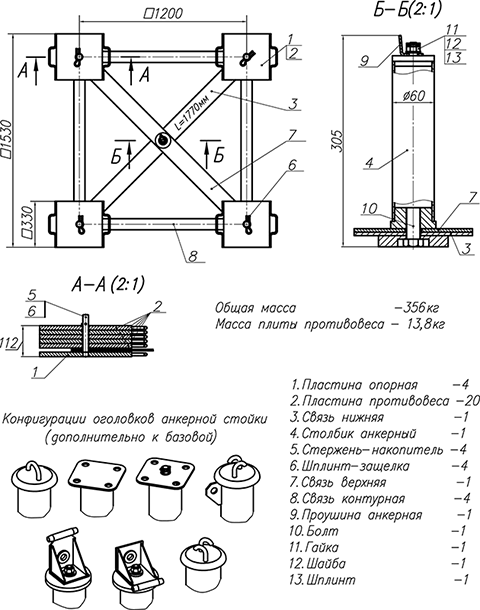 □1200
Б-Б(2:1)
1
2
А
А
L=1770мм
3
7
Б
Б
6
8
□1530
□330
11
12
13
9
ø60
305
4
10
7
3
А-А(2:1)
5
6
2
112
1
Общая масса -356кг
Масса плиты противовеса - 13,8кг
Конфигурации оголовков анкерной стойки
(дополнительно к базовой)
1.Пластина опорная -4
2.Пластина противовеса -20
3.Связь нижняя -1
4.Столбик анкерный -1
5.Стержень-накопитель -4
6.Шплинт-защелка -4
7.Связь верхняя -1
8.Связь контурная -4
9.Проушина анкерная -1
10.Болт -1
11.Гайка -1
12.Шайба -1
13.Шплинт -1